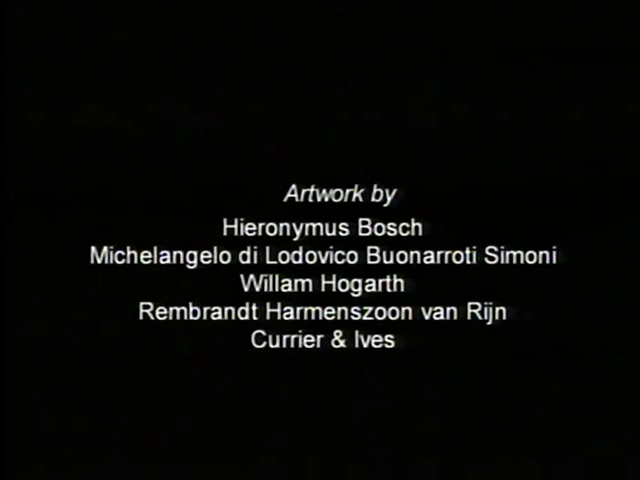 Artwork by
Hieronymus Bosch
Michelangelo di Lodovico Buonarroti Simoni
Willam Hogarth
Rembrandt Harmenszoon van Rijn
Currier & Ives